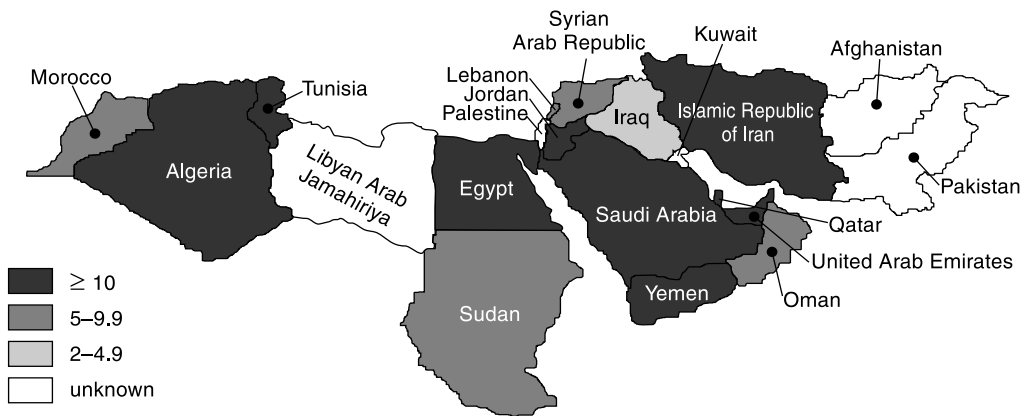 Syrian
Arab Republic
Kuwait
Afghanistan
Morocco
Lebanon
Jordan
Palestine
Tunisia
Iraq
Islamic Republic
of Iran
Algeria
Libyan Arab
Jamahiriya
Egypt
Saudi Arabia
Pakistan
Qatar
United Arab Emirates
Oman
Yemen
Sudan
≥ 10
5–9.9
2–4.9
unknown